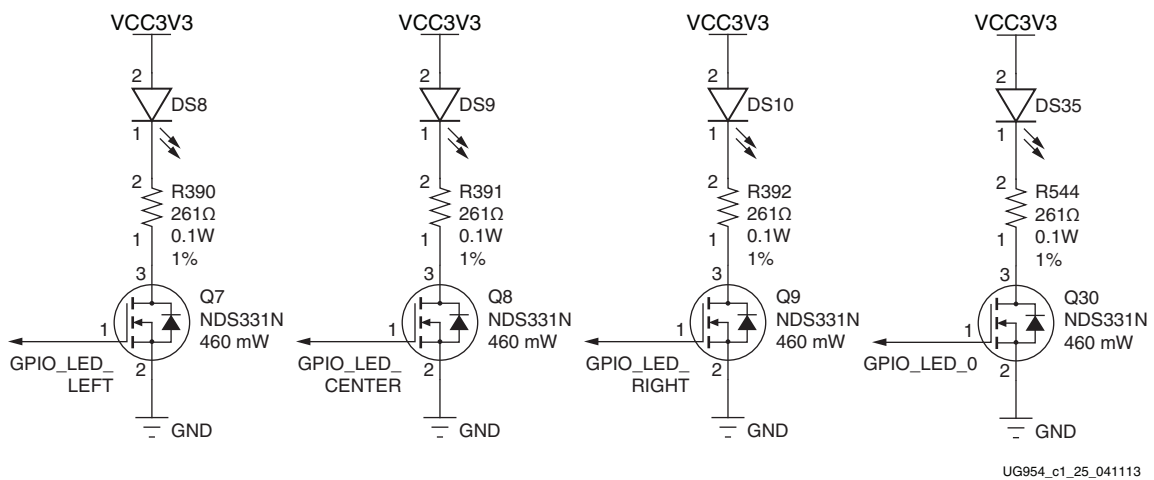 VCC3V3
2
DS8
1
2
R390
261Ω
0.1W
1
1%
3
Q7
NDS331N
460 mW
1
GPIO_LED_
LEFT
2
GND
VCC3V3
2
DS9
1
2
R391
261Ω
0.1W
1
1%
3
Q8
NDS331N
460 mW
1
GPIO_LED_
CENTER
2
GND
VCC3V3
2
DS10
1
2
R392
261Ω
0.1W
1
1%
3
Q9
NDS331N
460 mW
1
GPIO_LED_
RIGHT
2
GND
VCC3V3
2
DS35
1
2
R544
261Ω
0.1W
1
1%
3
Q30
NDS331N
460 mW
1
GPIO_LED_0
2
GND
UG954_c1_25_041113